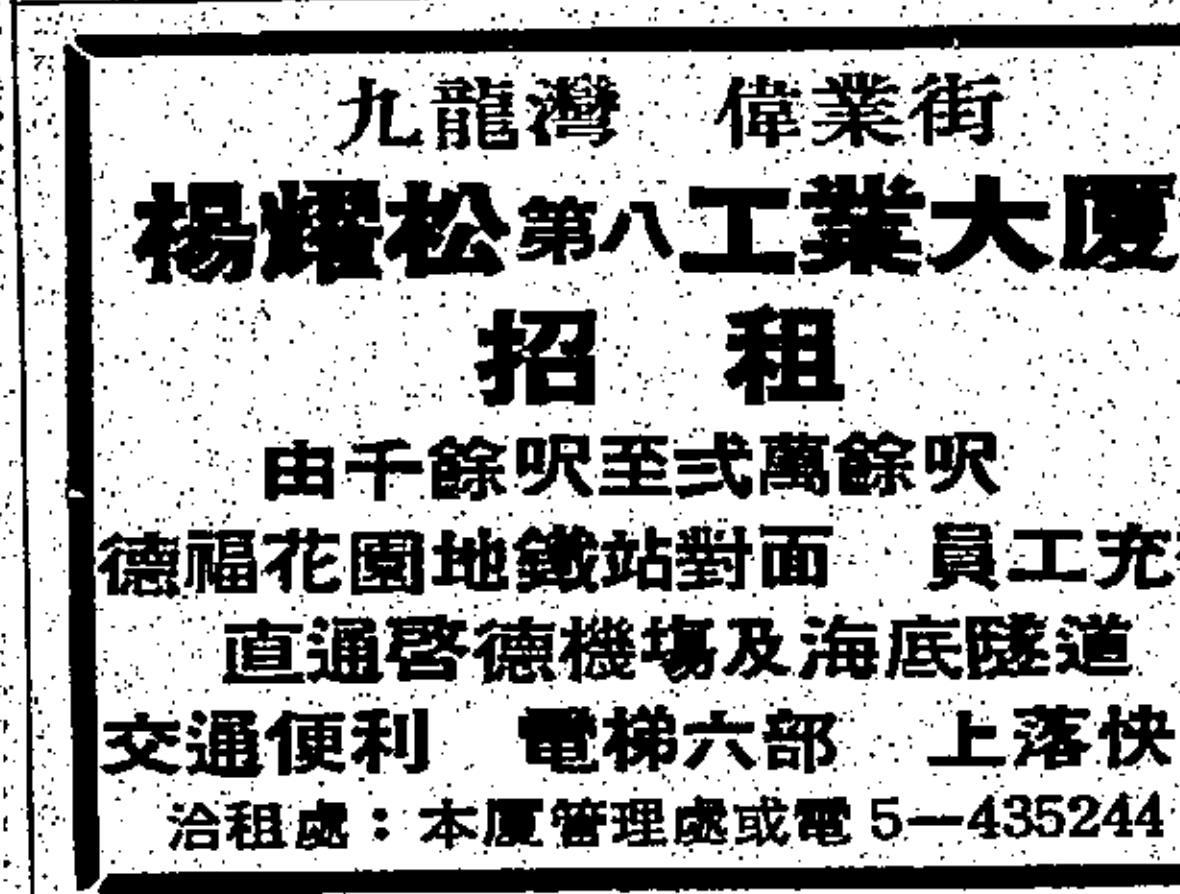 九龍灣 偉業街
楊耀松第八工業大厦
招 租
由千餘呎至弍萬餘呎
德福花園地鐵站對面 員工充
直通啓德機場及海底隧道
交通便利 電梯六部 上落快
洽租處：本厦管理處或電 5—435244